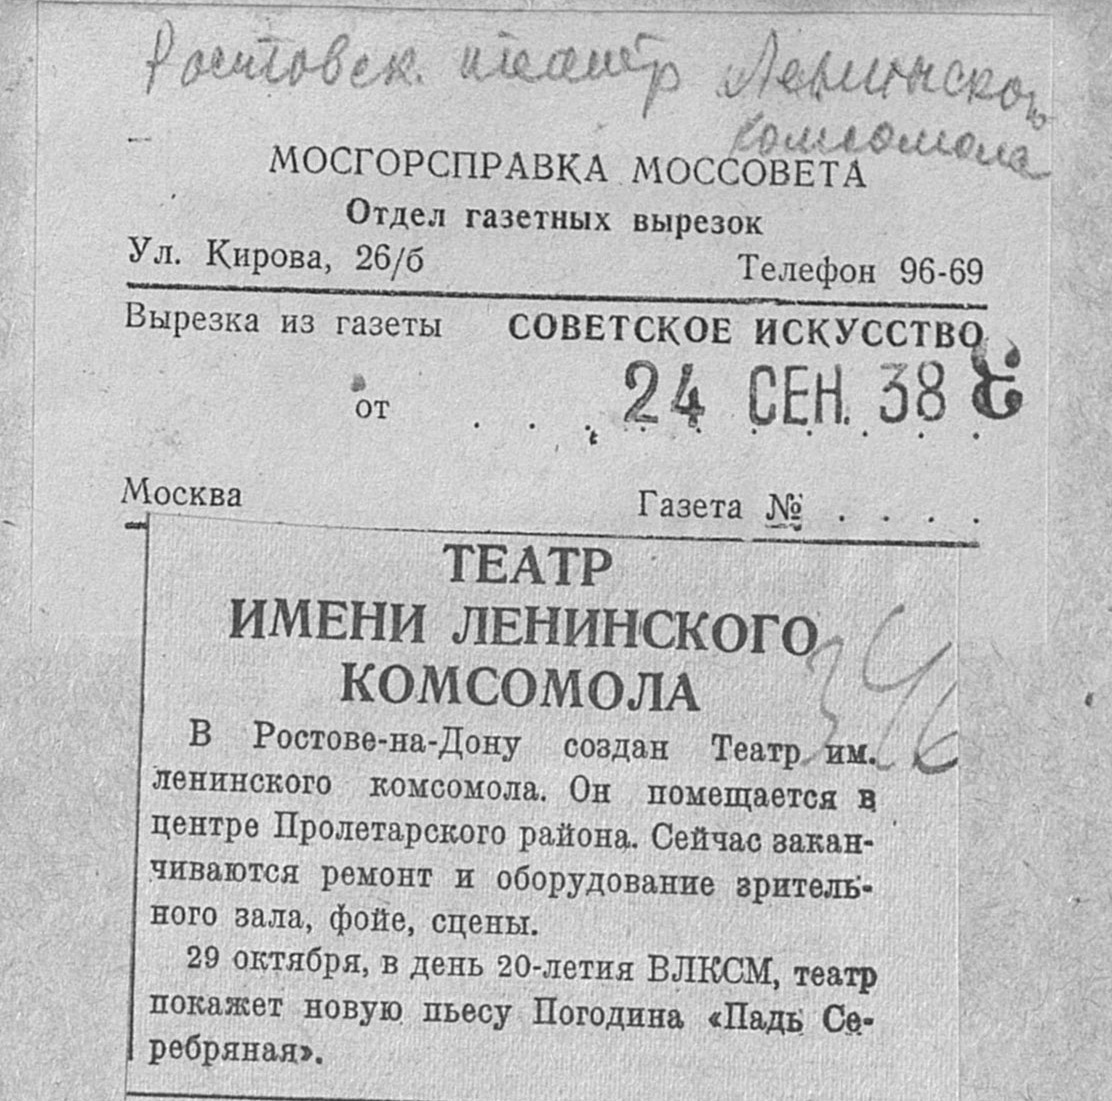 Ростовск. театр Ленинского
комсомола
МОСГОРСПРАВКА МОССОВЕТА
Отдел газетных вырезок
Ул. Кирова, 26/б Телефон 96-69
Вырезка из газеты СОВЕТСКОЕ ИСКУССТВО
от . . . 24 СЕН. 38
Москва Газета № . . . .
ТЕАТР
ИМЕНИ ЛЕНИНСКОГО
КОМСОМОЛА
В Ростове-на-Дону создан Театр им.
ленинского комсомола. Он помещается в
центре Пролетарского района. Сейчас закан-
чиваются ремонт и оборудование зритель-
ного зала, фойе, сцены.
29 октября, в день 20-летия ВЛКСМ, театр
покажет новую пьесу Погодина «Падь Се-
ребряная».